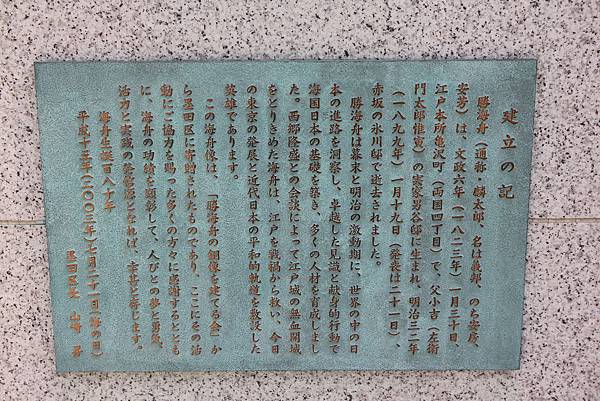 建立の記
勝海舟（通称・麟太郎、名は義邦、のち安房、
安芳）は、文政六年（一八二三年）一月三十日、
江戸本所亀沢町（両国四丁目）で、父小吉（左衛
門太郎惟寅）の実家男谷邸に生まれ、明治三二年
（一八九九年）一月十九日（発喪は二十一日）、
赤坂の氷川邸で逝去されました。
勝海舟は幕末と明治の激動期に、世界の中の日
本の進路を洞察し、卓越した見識と献身的行動で
海国日本の基礎を築き、多くの人材を育成しまし
た。西郷隆盛との会談によって江戸城の無血開城
をとりきめた海舟は、江戸を戦禍から救い、今日
の東京の発展と近代日本の平和的軌道を敷設した
英雄であります。
この海舟像は、「勝海舟の銅像を建てる会」か
ら墨田区に寄贈されたものであり、ここにその活
動にご協力を賜った多くの方々に感謝するととも
に、海舟の功績を顕彰して、人びとの夢と勇気、
活力と実践の発信源となれば、幸甚と存じます。
海舟生誕百八十年
平成十五年（二〇〇三年）七月二十一日（海の日）
墨田区長　山﨑　昇